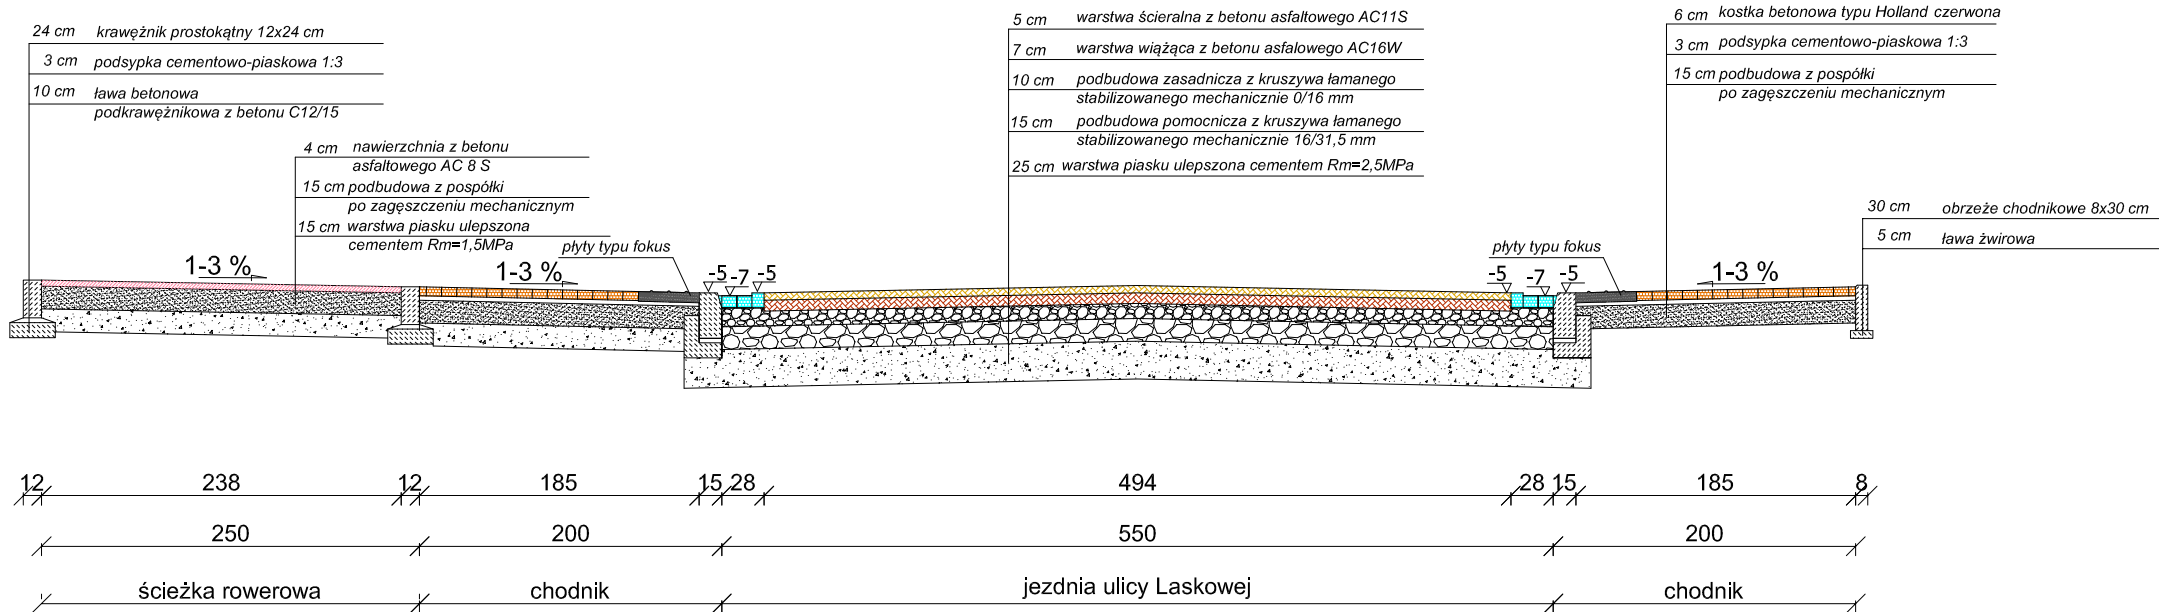 24 cm krawężnik prostokątny 12x24 cm
3 cm podsypka cementowo-piaskowa 1:3
10 cm ława betonowa
podkrawężnikowa z betonu C12/15
4 cm nawierzchnia z betonu
asfaltowego AC 8 S
15 cm podbudowa z pospółki
po zagęszczeniu mechanicznym
15 cm warstwa piasku ulepszona
cementem Rm=1,5MPa
płyty typu fokus
5 cm warstwa ścieralna z betonu asfaltowego AC11S
7 cm warstwa wiążąca z betonu asfalowego AC16W
10 cm podbudowa zasadnicza z kruszywa łamanego
stabilizowanego mechanicznie 0/16 mm
15 cm podbudowa pomocnicza z kruszywa łamanego
stabilizowanego mechanicznie 16/31,5 mm
25 cm warstwa piasku ulepszona cementem Rm=2,5MPa
6 cm kostka betonowa typu Holland czerwona
3 cm podsypka cementowo-piaskowa 1:3
15 cm podbudowa z pospółki
po zagęszczeniu mechanicznym
30 cm obrzeże chodnikowe 8x30 cm
5 cm ława żwirowa
płyty typu fokus
1-3 % 1-3 % -5 -7 -5 -5 -7 -5 1-3 %
12 238 12 185 15 28 494 28 15 185 8
250 200 550 200
ścieżka rowerowa chodnik jezdnia ulicy Laskowej chodnik